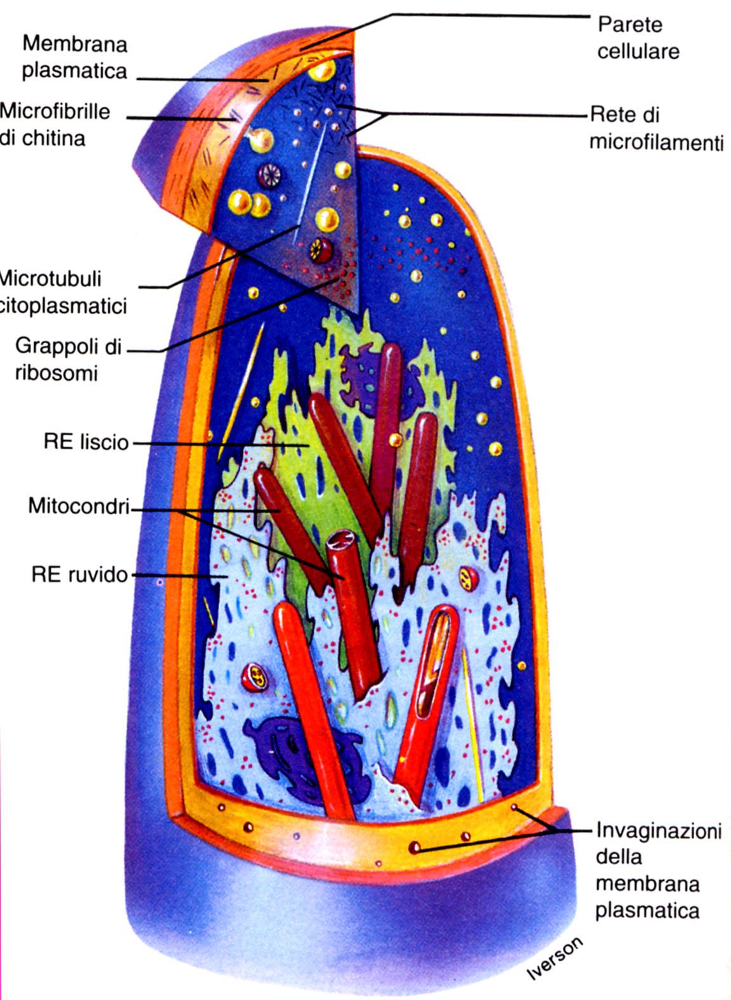 Membrana
plasmatica
Microfibrille
di chitina
Microtubuli
citoplasmatici
Grappoli di
ribosomi
RE liscio
Mitocondri
RE ruvido
Parete
cellulare
Rete di
microfilamenti
Invaginazioni
della
membrana
plasmatica
Iverson